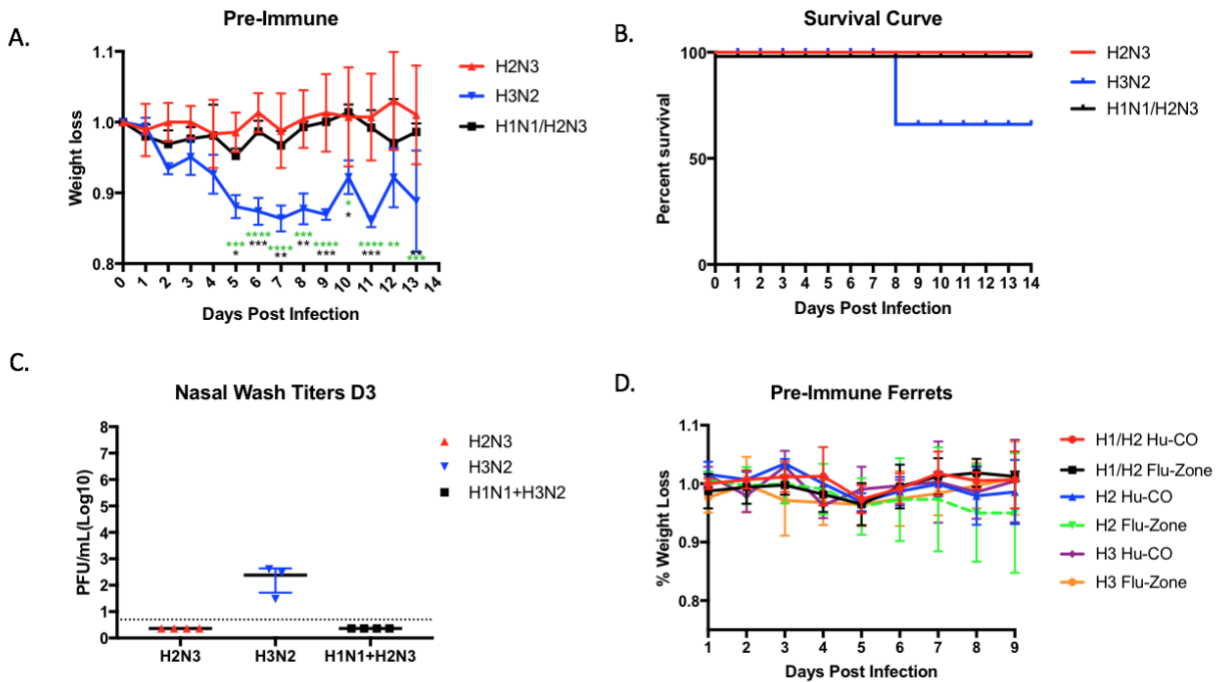 A.
Pre-Immune
Weight loss
1.1
1.0
0.9
0.8
*** **** **** *** **** * **** ** ***
* *** ** ** *** * *** **
0 1 2 3 4 5 6 7 8 9 10 11 12 13 14
Days Post Infection
H2N3
H3N2
H1N1/H2N3
B.
Survival Curve
Percent survival
100
50
0
0 1 2 3 4 5 6 7 8 9 10 11 12 13 14
Days Post Infection
H2N3
H3N2
H1N1/H2N3
C.
Nasal Wash Titers D3
PFU/mL(Log10)
8
7
6
5
4
3
2
1
0
H2N3 H3N2 H1N1+H2N3
H2N3
H3N2
H1N1+H3N2
D.
Pre-Immune Ferrets
% Weight Loss
1.1
1.0
0.9
0.8
1 2 3 4 5 6 7 8 9
Days Post Infection
H1/H2 Hu-CO
H1/H2 Flu-Zone
H2 Hu-CO
H2 Flu-Zone
H3 Hu-CO
H3 Flu-Zone